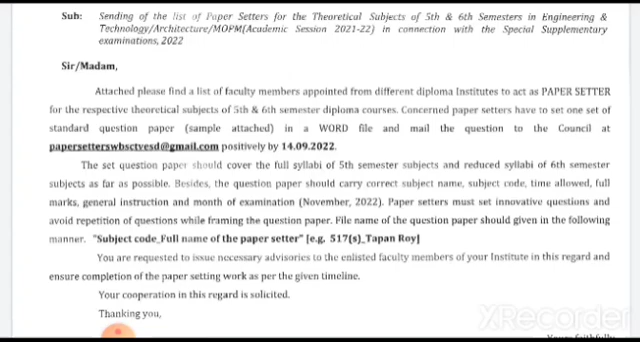 Sub: Sending of the list of Paper Setters for the Theoretical Subjects of 5th & 6th Semesters in Engineering &
Technology/Architecture/MOPM(Academic Session 2021-22) in connection with the Special Supplementary
examinations, 2022
Sir/Madam,
Attached please find a list of faculty members appointed from different diploma Institutes to act as PAPER SETTER
for the respective theoretical subjects of 5th & 6th semester diploma courses. Concerned paper setters have to set one set of
standard question paper (sample attached) in a WORD file and mail the question to the Council at
papersetterswbsctvesd@gmail.com positively by 14.09.2022.
The set question paper should cover the full syllabi of 5th semester subjects and reduced syllabi of 6th semester
subjects as far as possible. Besides, the question paper should carry correct subject name, subject code, time allowed, full
marks, general instruction and month of examination (November, 2022). Paper setters must set innovative questions and
avoid repetition of questions while framing the question paper. File name of the question paper should given in the following
manner. "Subject code_Full name of the paper setter" [e.g. 517(s)_Tapan Roy]
You are requested to issue necessary advisories to the enlisted faculty members of your Institute in this regard and
ensure completion of the paper setting work as per the given timeline.
Your cooperation in this regard is solicited.
Thanking you,
XRecorder
Yours faithfully